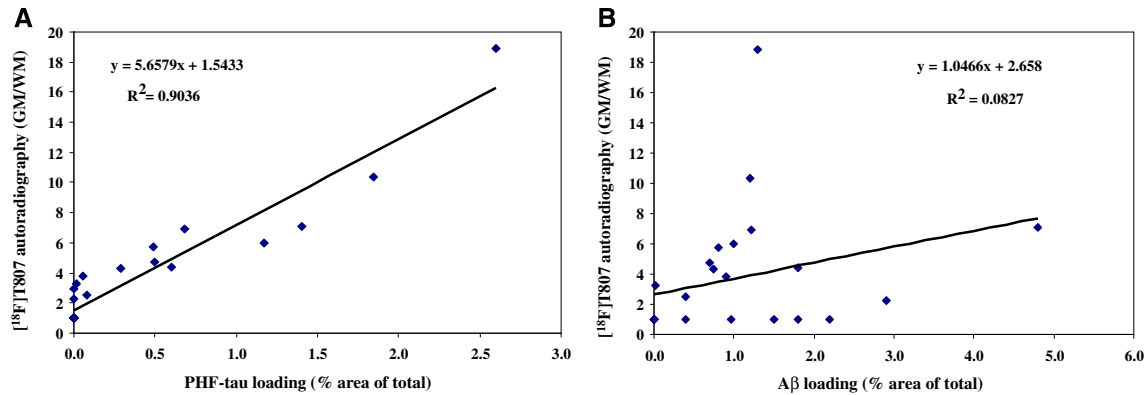 A
20
18
16
14
12
10
8
6
4
2
0
[¹⁸F]T807 autoradiography (GM/WM)
y = 5.6579x + 1.5433
R² = 0.9036
0.0 0.5 1.0 1.5 2.0 2.5 3.0
PHF-tau loading (% area of total)
B
20
18
16
14
12
10
8
6
4
2
0
[¹⁸F]T807 autoradiography (GM/WM)
y = 1.0466x + 2.658
R² = 0.0827
0.0 1.0 2.0 3.0 4.0 5.0 6.0
Aβ loading (% area of total)